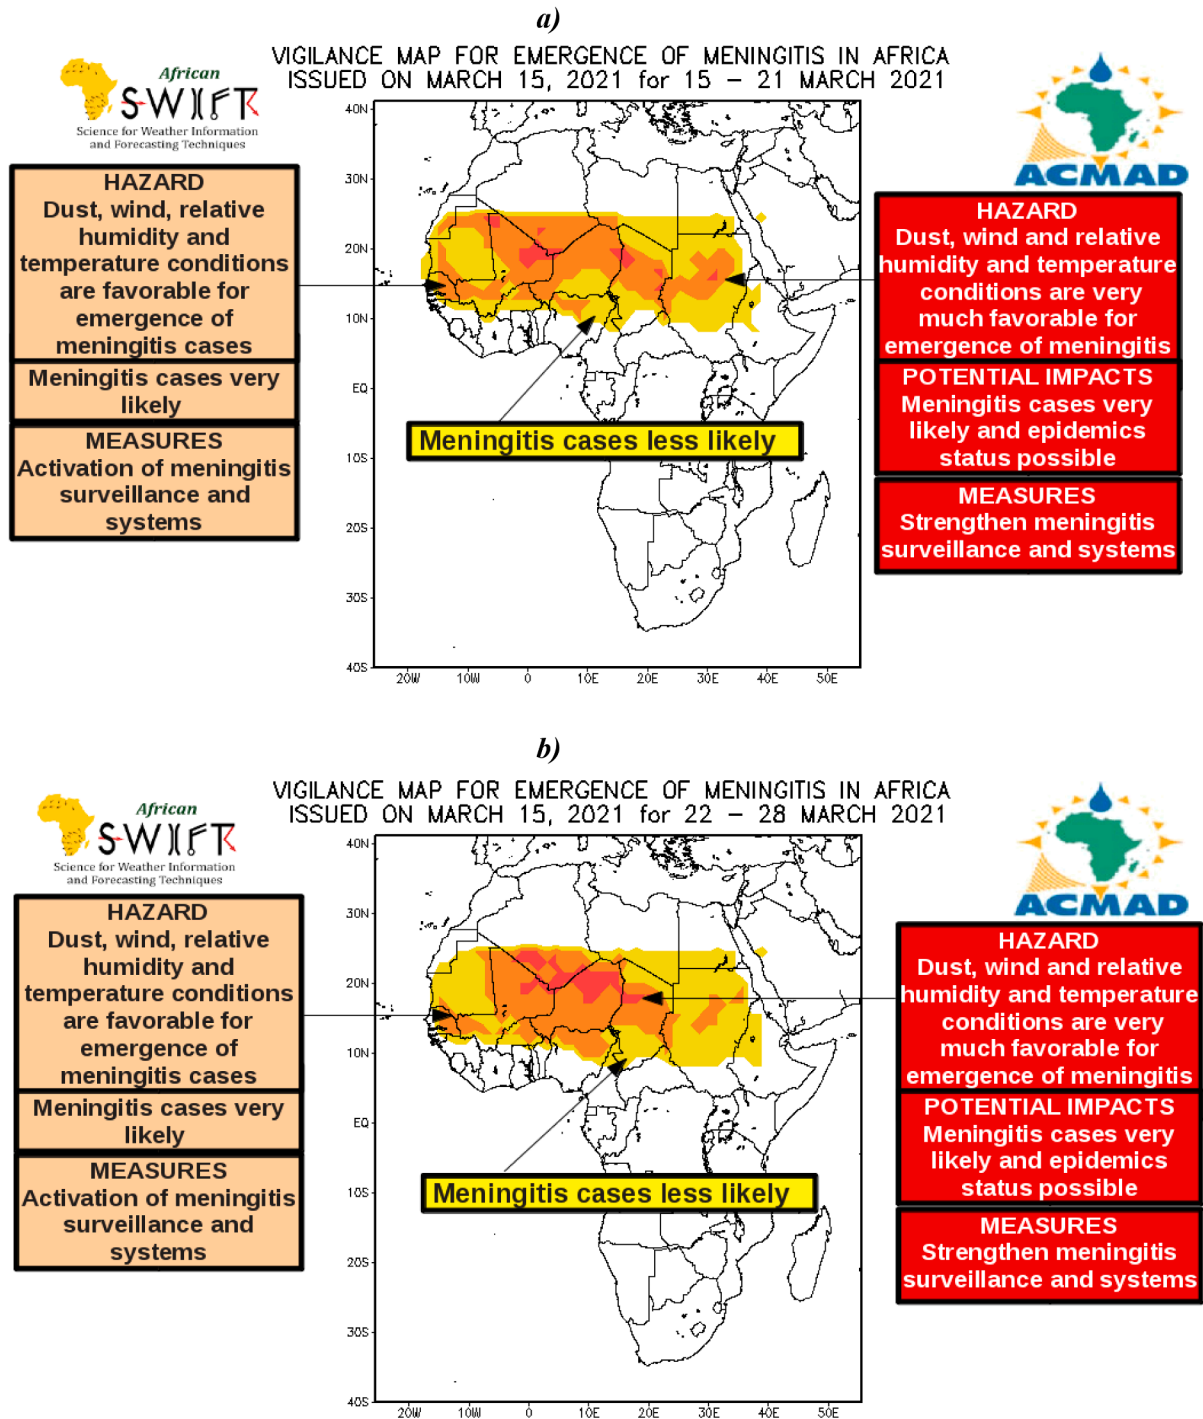 a)
VIGILANCE MAP FOR EMERGENCE OF MENINGITIS IN AFRICA
ISSUED ON MARCH 15, 2021 for 15 – 21 MARCH 2021
African
SWIFT
Science for Weather Information
and Forecasting Techniques
HAZARD
Dust, wind, relative
humidity and
temperature conditions
are favorable for
emergence of
meningitis cases
Meningitis cases very
likely
MEASURES
Activation of meningitis
surveillance and
systems
40N
30N
20N
10N
EQ
10S
20S
30S
40S
20W
10W
0
10E
20E
30E
40E
50E
Meningitis cases less likely
ACMAD
HAZARD
Dust, wind and relative
humidity and temperature
conditions are very
much favorable for
emergence of meningitis
POTENTIAL IMPACTS
Meningitis cases very
likely and epidemics
status possible
MEASURES
Strengthen meningitis
surveillance and systems
b)
VIGILANCE MAP FOR EMERGENCE OF MENINGITIS IN AFRICA
ISSUED ON MARCH 15, 2021 for 22 – 28 MARCH 2021
African
SWIFT
Science for Weather Information
and Forecasting Techniques
HAZARD
Dust, wind, relative
humidity and
temperature conditions
are favorable for
emergence of
meningitis cases
Meningitis cases very
likely
MEASURES
Activation of meningitis
surveillance and
systems
40N
30N
20N
10N
EQ
10S
20S
30S
40S
20W
10W
0
10E
20E
30E
40E
50E
Meningitis cases less likely
ACMAD
HAZARD
Dust, wind and relative
humidity and temperature
conditions are very
much favorable for
emergence of meningitis
POTENTIAL IMPACTS
Meningitis cases very
likely and epidemics
status possible
MEASURES
Strengthen meningitis
surveillance and systems